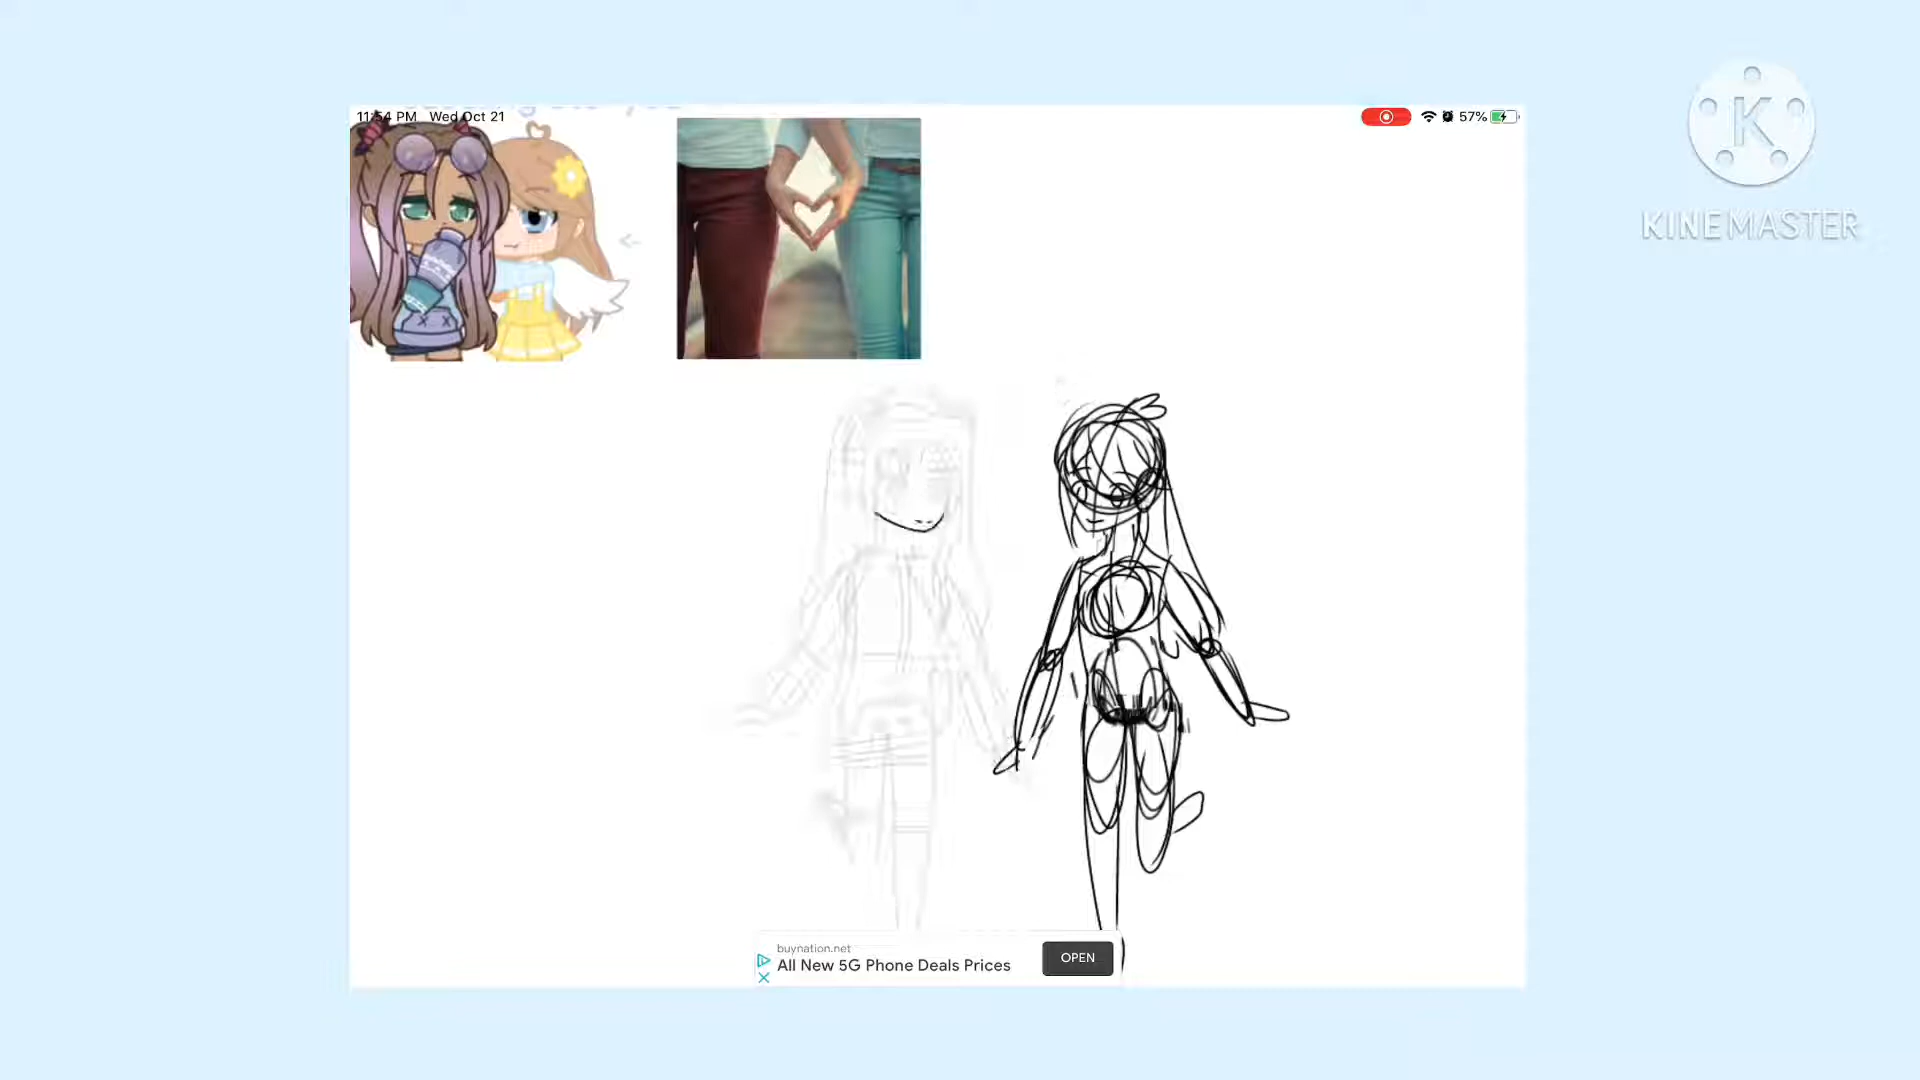 11:54 PM Wed Oct 21
57%
K
KINEMASTER
buynation.net
All New 5G Phone Deals Prices
OPEN